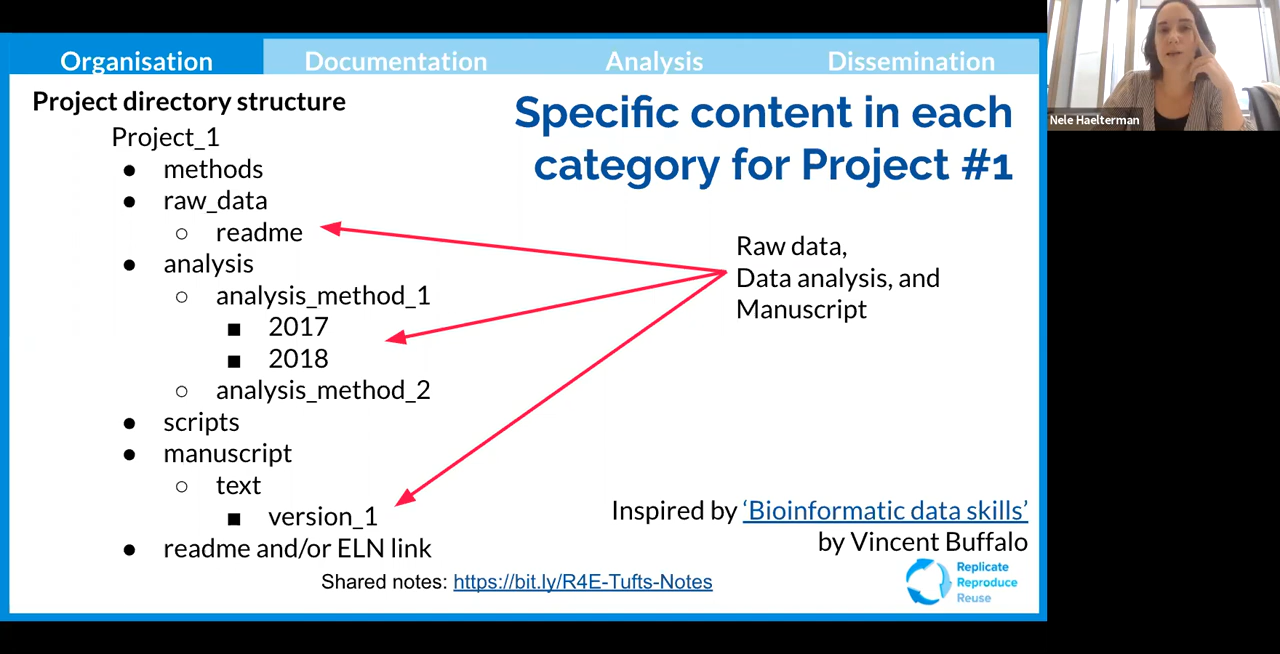 Organisation
Documentation
Analysis
Dissemination
Project directory structure
Specific content in each
category for Project #1
Project_1
● methods
● raw_data
○ readme
● analysis
○ analysis_method_1
■ 2017
■ 2018
○ analysis_method_2
● scripts
● manuscript
○ text
■ version_1
● readme and/or ELN link
Raw data,
Data analysis, and
Manuscript
Inspired by ‘Bioinformatic data skills’
by Vincent Buffalo
Shared notes: https://bit.ly/R4E-Tufts-Notes
Replicate
Reproduce
Reuse
Nele Haelterman